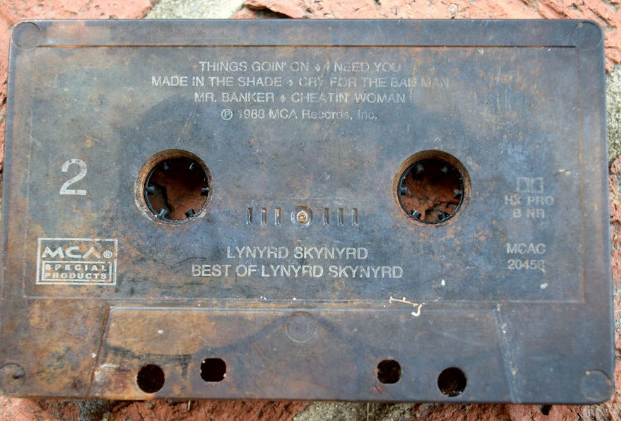 THINGS GOIN' ON ♦ I NEED YOU
MADE IN THE SHADE ♦ CRY FOR THE BAD MAN
MR. BANKER ♦ CHEATIN' WOMAN
℗ 1988 MCA Records, Inc.
2
HX PRO
B NR
MCA®
SPECIAL
PRODUCTS
LYNYRD SKYNYRD
BEST OF LYNYRD SKYNYRD
MCAC